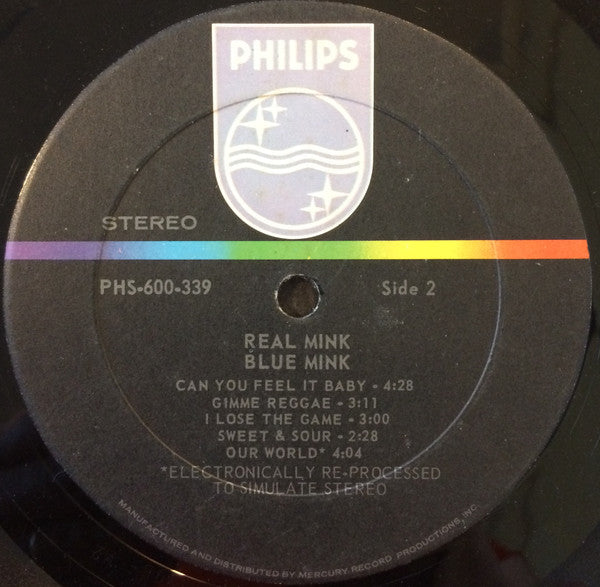 PHILIPS
STEREO
PHS-600-339 Side 2
REAL MINK
BLUE MINK
CAN YOU FEEL IT BABY - 4:28
GIMME REGGAE - 3:11
I LOSE THE GAME - 3:00
SWEET & SOUR - 2:28
OUR WORLD* 4:04
*ELECTRONICALLY RE-PROCESSED
TO SIMULATE STEREO
MANUFACTURED AND DISTRIBUTED BY MERCURY RECORD PRODUCTIONS, INC.